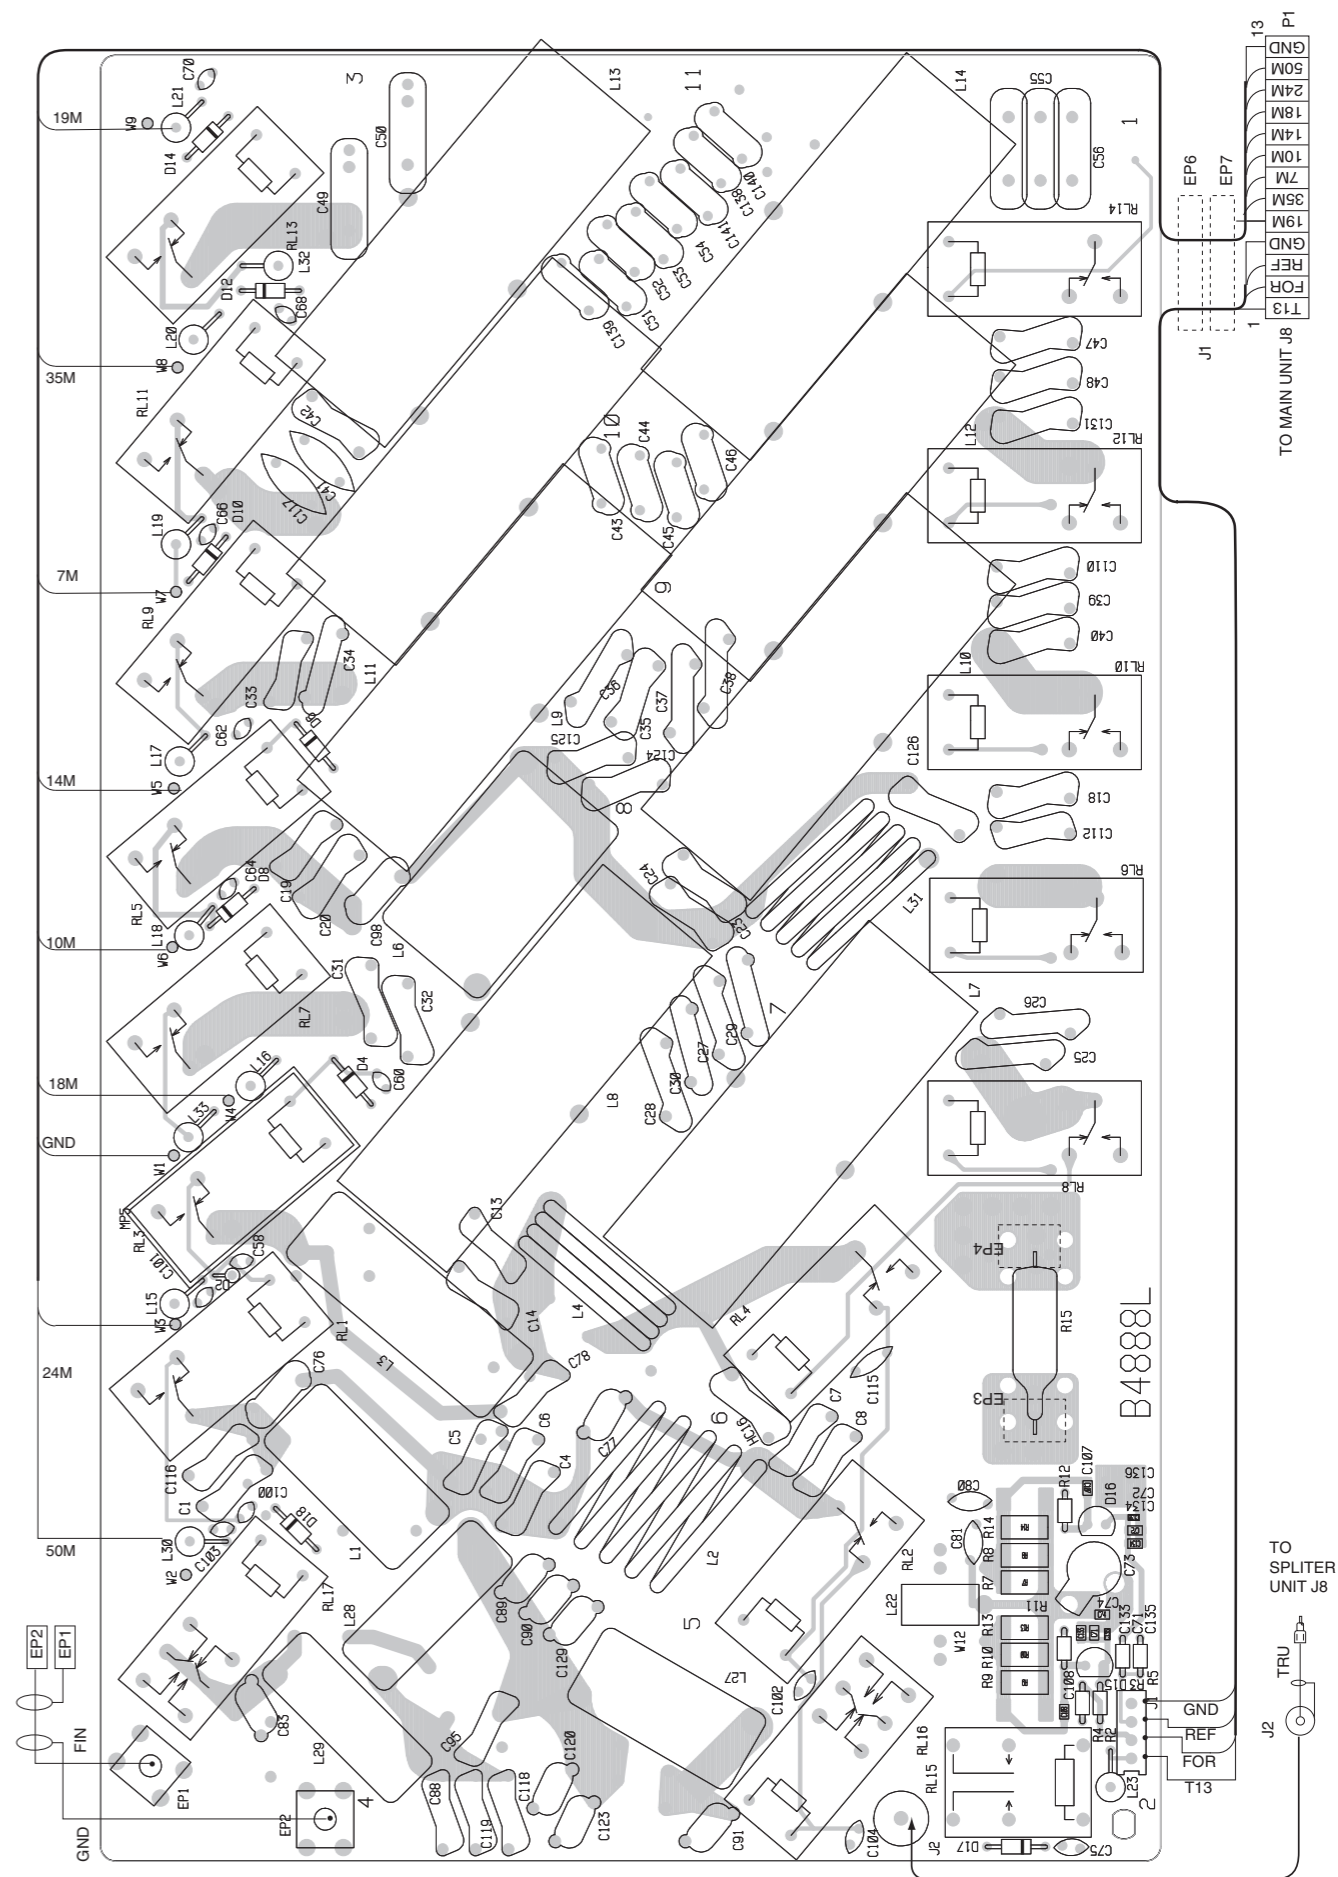 19M
35M
7M
14M
10M
18M
GND
24M
50M
EP2
EP1
FIN
GND
W9
L21
C70
D14
3
C49
C50
RL13
L32
D12
C68
L20
W8
RL11
C42
C41
C117
L19
C66
D10
W7
RL9
C33
C34
L11
C62
D6
L17
W5
C64
D8
C19
C20
C98
L6
RL5
L18
W6
C31
C32
RL7
L16
D4
C60
L33
W4
W1
MP5
RL3
C101
C58
D2
L15
W3
RL1
C76
L3
C116
C1
C100
D18
L30
C103
W2
L1
RL17
L28
C83
L29
EP1
EP2
4
L13
11
C140
C138
C141
C54
C53
C52
C51
C139
10
C44
C46
C43
C45
9
L9
C36
C35
C37
C38
C125
C124
8
C24
C23
7
C29
C27
C30
C28
L8
C13
C14
L4
C78
C5
C6
C4
C77
L2
6
HC16
C7
C8
C115
RL4
5
C89
C90
C129
L27
C95
C88
C119
C118
C120
C123
C91
C102
C104
RL2
RL16
RL15
J2
L14
C55
C56
1
RL14
C47
C48
C131
L12
RL12
C110
C39
C40
L10
RL10
C126
C18
C112
RL6
L31
L7
C26
C25
RL8
EP4
R15
EP3
B4888L
C80
C81
R14
R8
R7
L22
W12
R13
R10
R9
R11
R12
C107
D16
C136
C72
C134
C73
C74
C133
C71
C135
C108
D15
R3
R5
R4
R2
J1
L23
2
D17
C75
GND
REF
FOR
T13
EP6
EP7
J1
13
P1
GND
50M
24M
18M
14M
10M
7M
35M
19M
GND
REF
FOR
T13
1
TO MAIN UNIT J8
TO
SPLITER
UNIT J8
TRU
J2